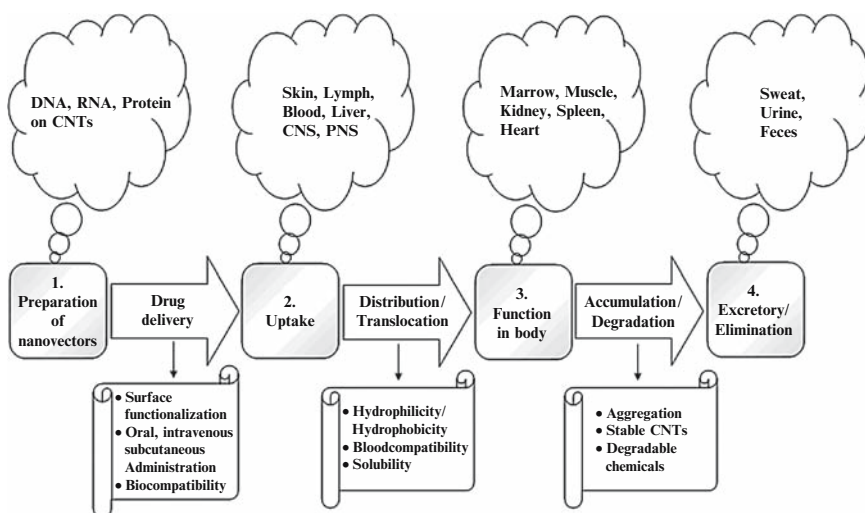 DNA, RNA, Protein
on CNTs
Skin, Lymph,
Blood, Liver,
CNS, PNS
Marrow, Muscle,
Kidney, Spleen,
Heart
Sweat,
Urine,
Feces
1.
Preparation
of
nanovectors
Drug
delivery
2.
Uptake
Distribution/
Translocation
3.
Function
in body
Accumulation/
Degradation
4.
Excretory/
Elimination
• Surface
functionalization
• Oral, intravenous
subcutaneous
Administration
• Biocompatibility
• Hydrophilicity/
Hydrophobicity
• Bloodcompatibility
• Solubility
• Aggregation
• Stable CNTs
• Degradable
chemicals